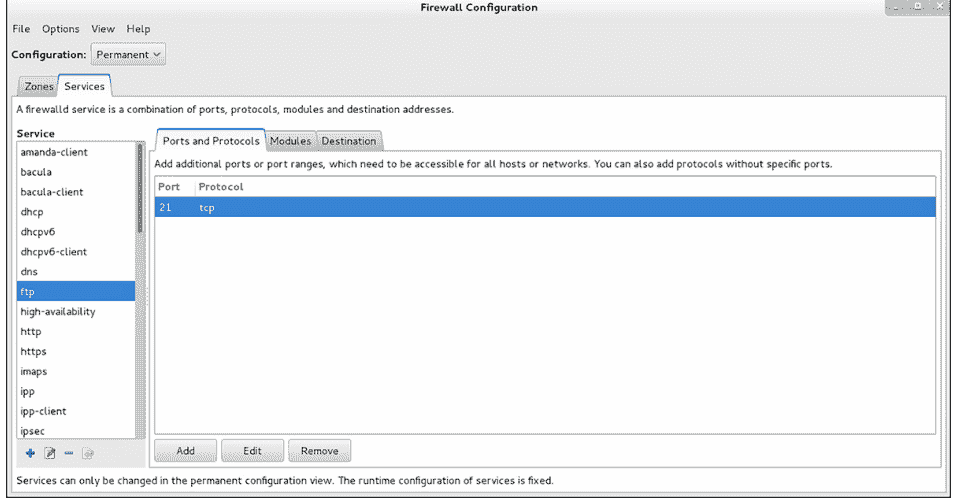 Firewall Configuration
File Options View Help
Configuration: Permanent
Zones Services
A firewalld service is a combination of ports, protocols, modules and destination addresses.
Service
amanda-client
bacula
bacula-client
dhcp
dhcpv6
dhcpv6-client
dns
ftp
high-availability
http
https
imaps
ipp
ipp-client
ipsec
Ports and Protocols Modules Destination
Add additional ports or port ranges, which need to be accessible for all hosts or networks. You can also add protocols without specific ports.
Port Protocol
21 tcp
Add Edit Remove
Services can only be changed in the permanent configuration view. The runtime configuration of services is fixed.